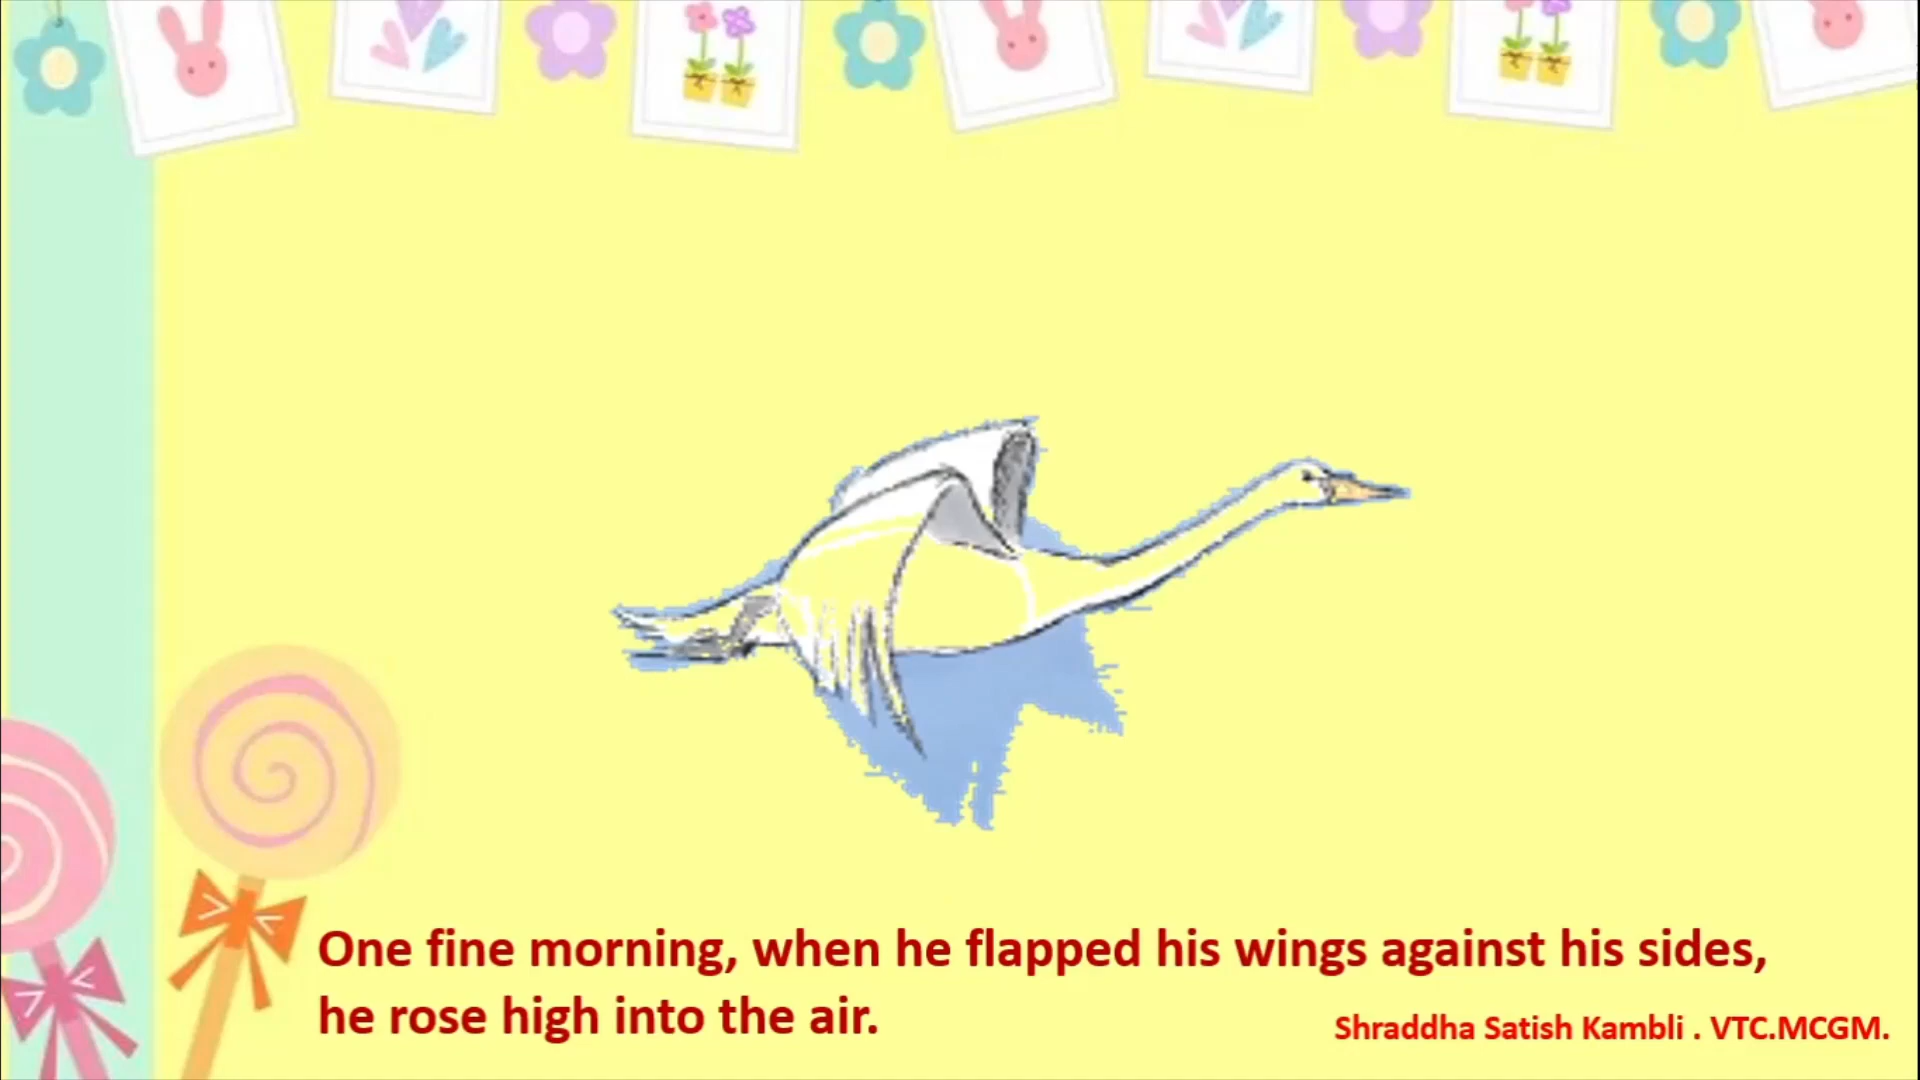 One fine morning, when he flapped his wings against his sides,
he rose high into the air.
Shraddha Satish Kambli . VTC.MCGM.